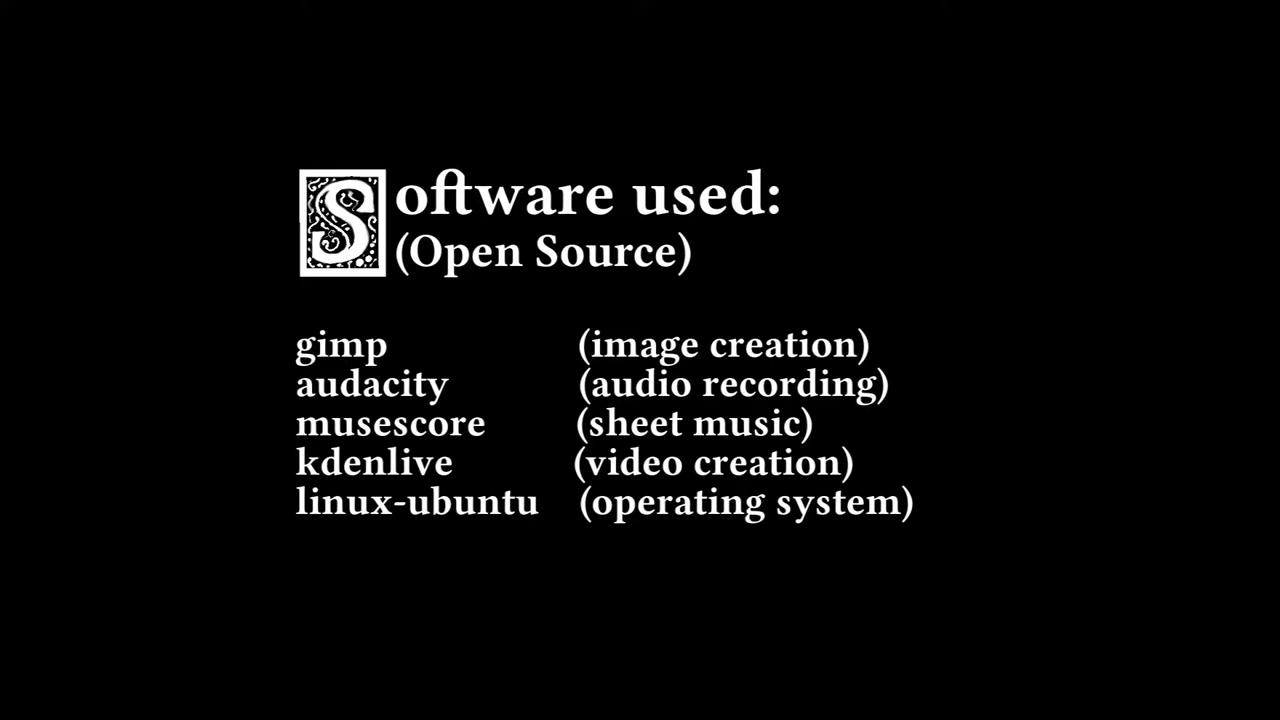 Software used:
(Open Source)
gimp (image creation)
audacity (audio recording)
musescore (sheet music)
kdenlive (video creation)
linux-ubuntu (operating system)